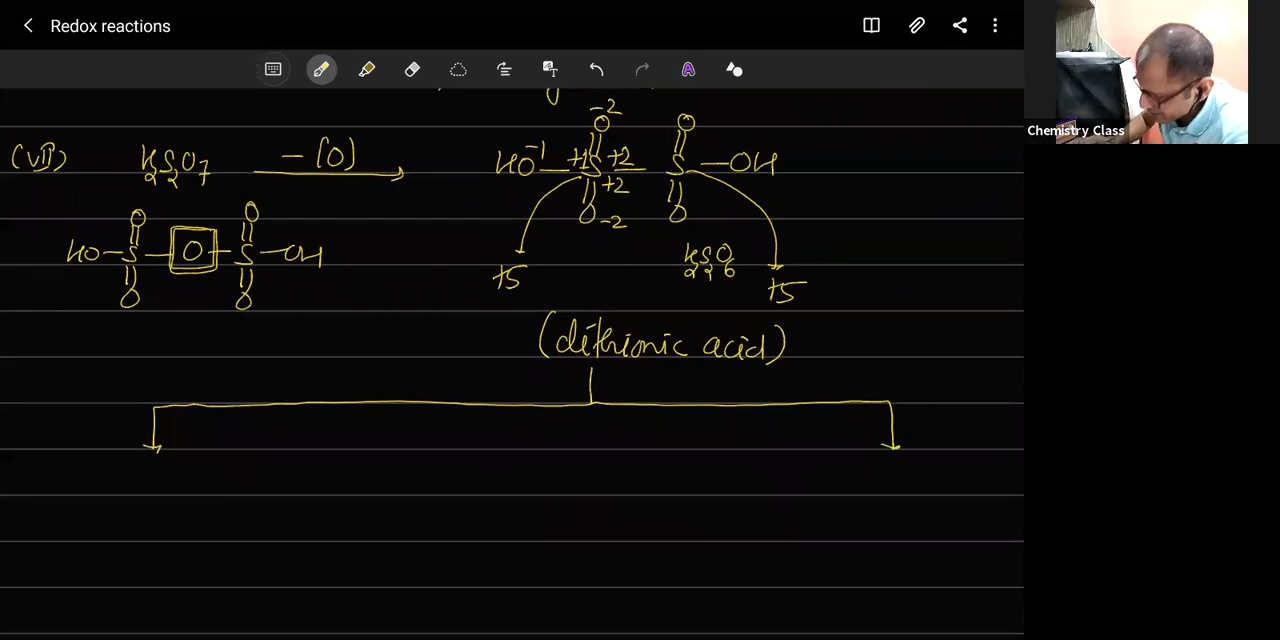 Redox reactions
Chemistry Class
(VII) H2S2O7 –[O]
HO -1 +1 S +2 +2 O -2 O -2 S O O OH
HO–S–O–S–OH
O O O O
+5 H2S2O6 +5
(dithionic acid)